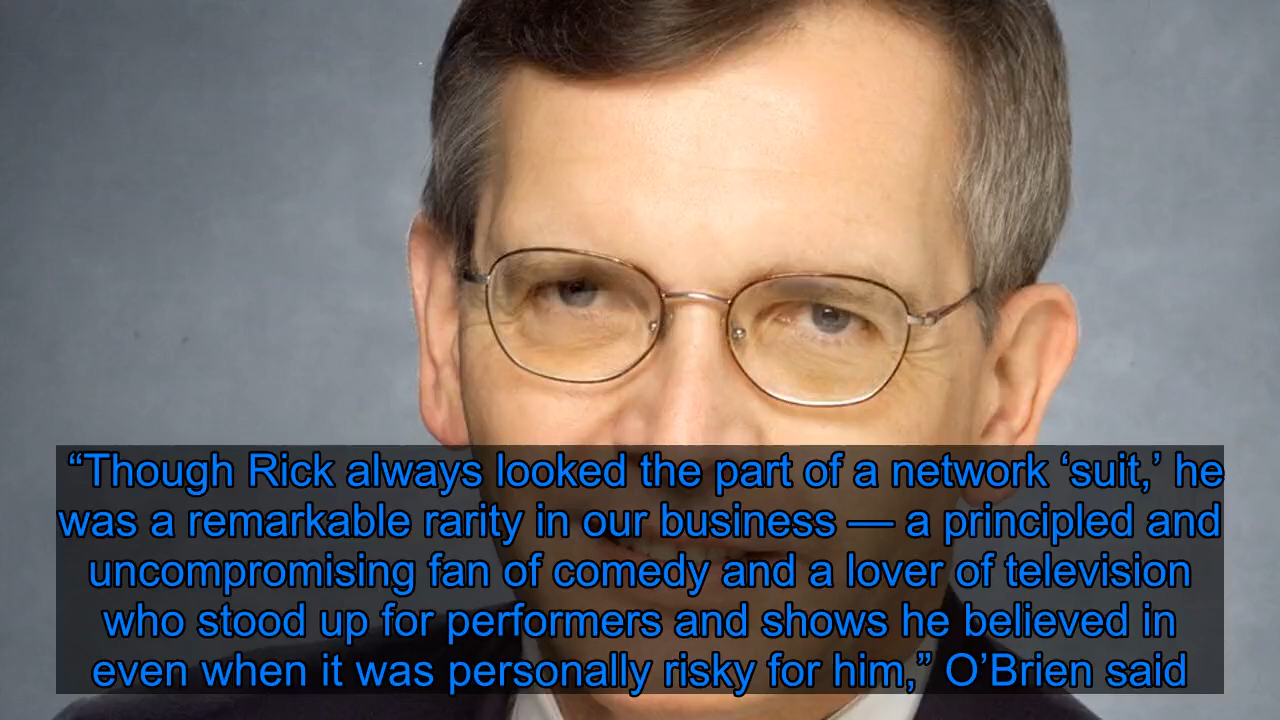 “Though Rick always looked the part of a network ‘suit,’ he
was a remarkable rarity in our business — a principled and
uncompromising fan of comedy and a lover of television
who stood up for performers and shows he believed in
even when it was personally risky for him,” O’Brien said